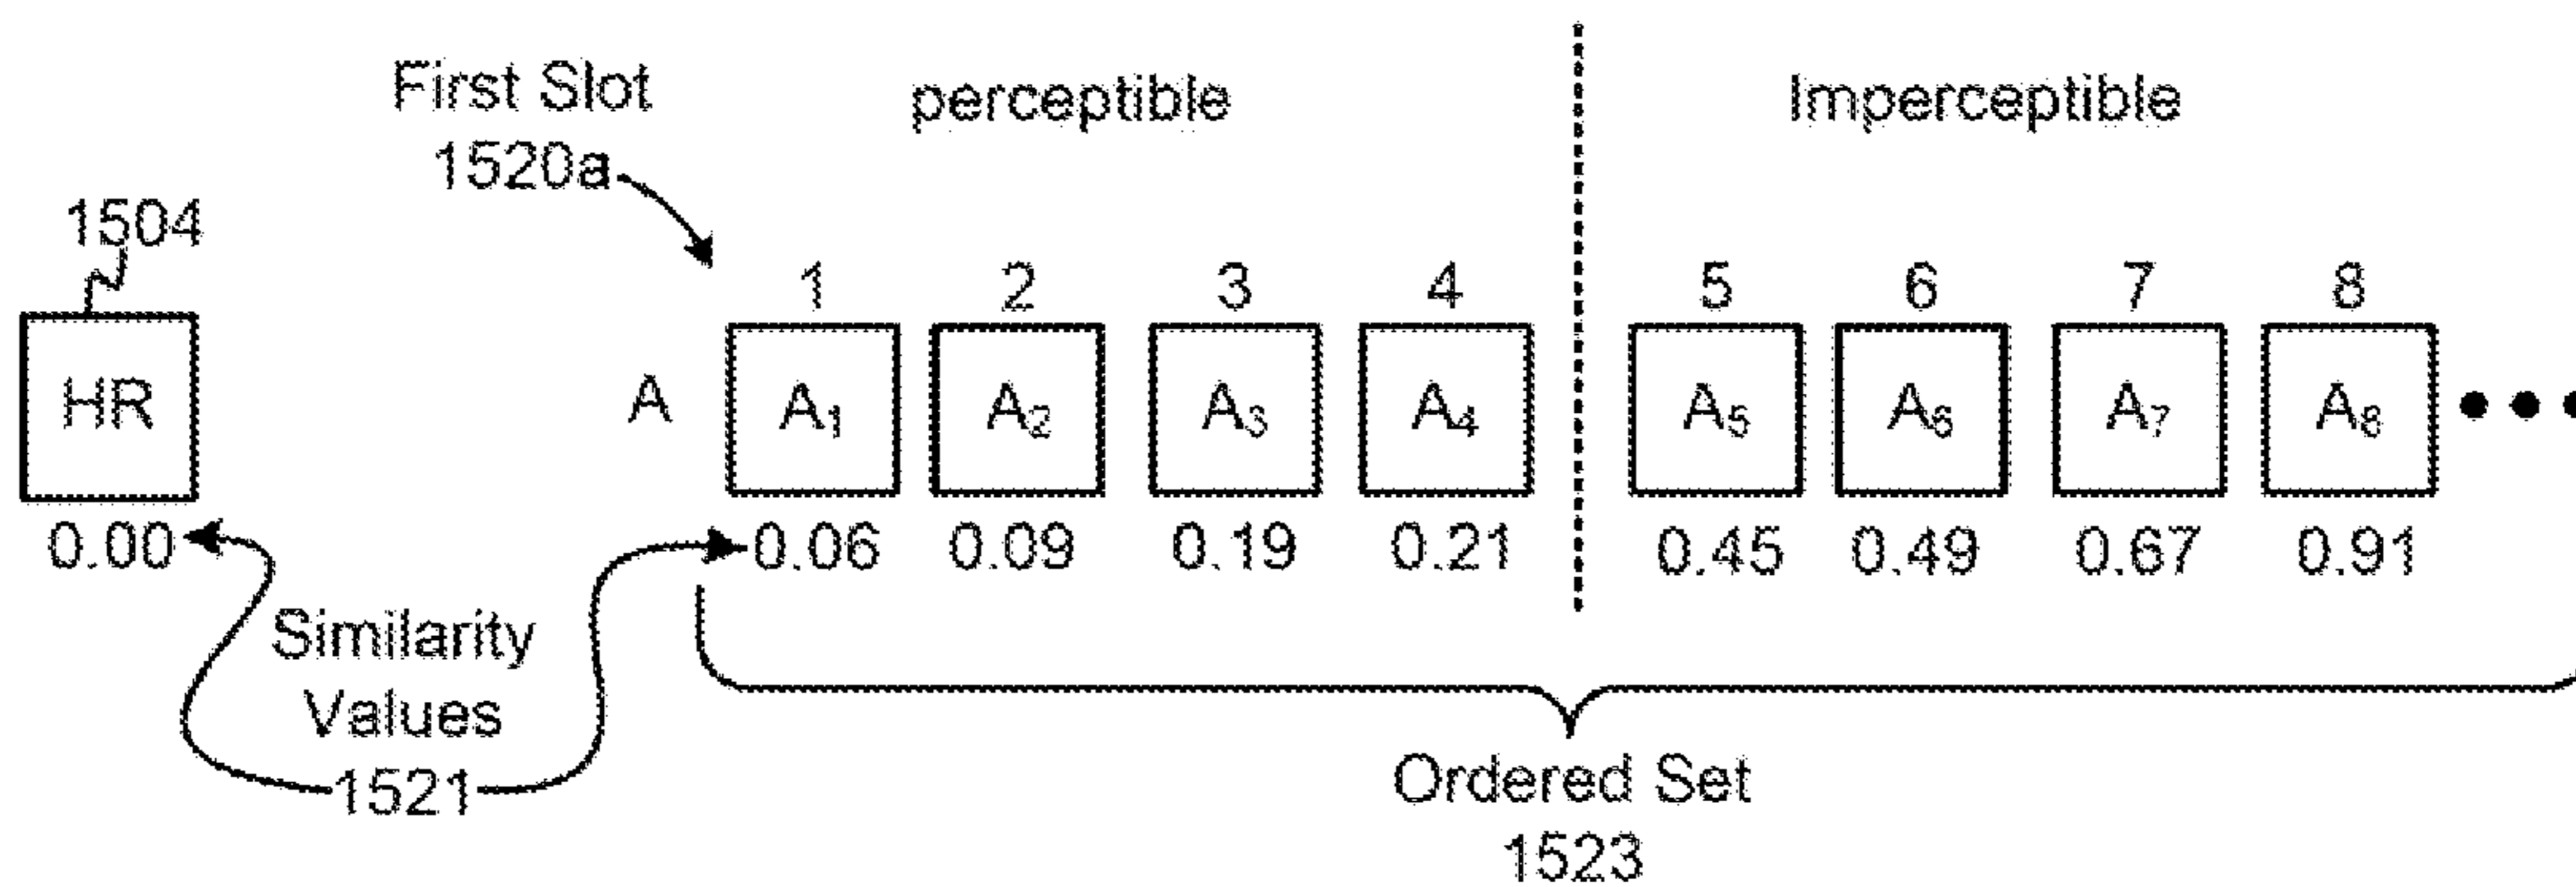 First Slot
1520a
perceptible
Imperceptible
1504
1 2 3 4 5 6 7 8
HR
A
A₁ A₂ A₃ A₄ A₅ A₆ A₇ A₈
0.00 0.06 0.09 0.19 0.21 0.45 0.49 0.67 0.91
Similarity
Values
1521
Ordered Set
1523